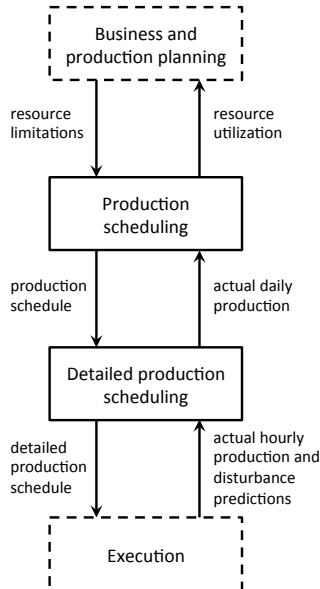 Business and
production planning
resource
limitations
resource
utilization
Production
scheduling
production
schedule
actual daily
production
Detailed production
scheduling
detailed
production
schedule
actual hourly
production and
disturbance
predictions
Execution